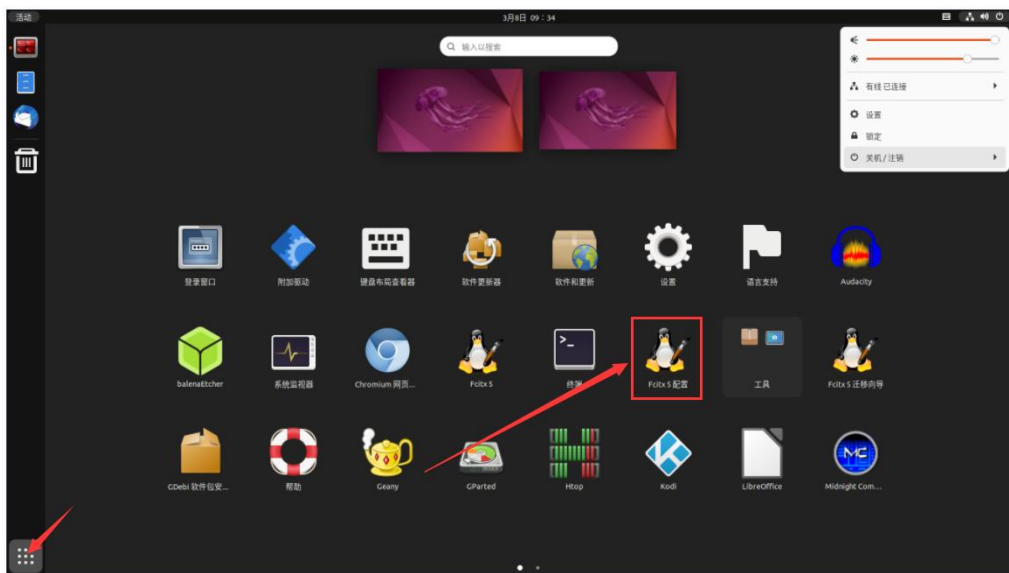 活动
3月8日 09：34
输入以搜索
有线 已连接
设置
锁定
关机/注销
登录窗口
附加驱动
键盘布局查看器
软件更新器
软件和更新
设置
语言支持
Audacity
balenaEtcher
系统监视器
Chromium 网页...
Fcitx 5
终端
Fcitx 5 配置
工具
Fcitx 5 迁移向导
GDebi 软件包安...
帮助
Geany
GParted
Htop
Kodi
LibreOffice
Midnight Com...